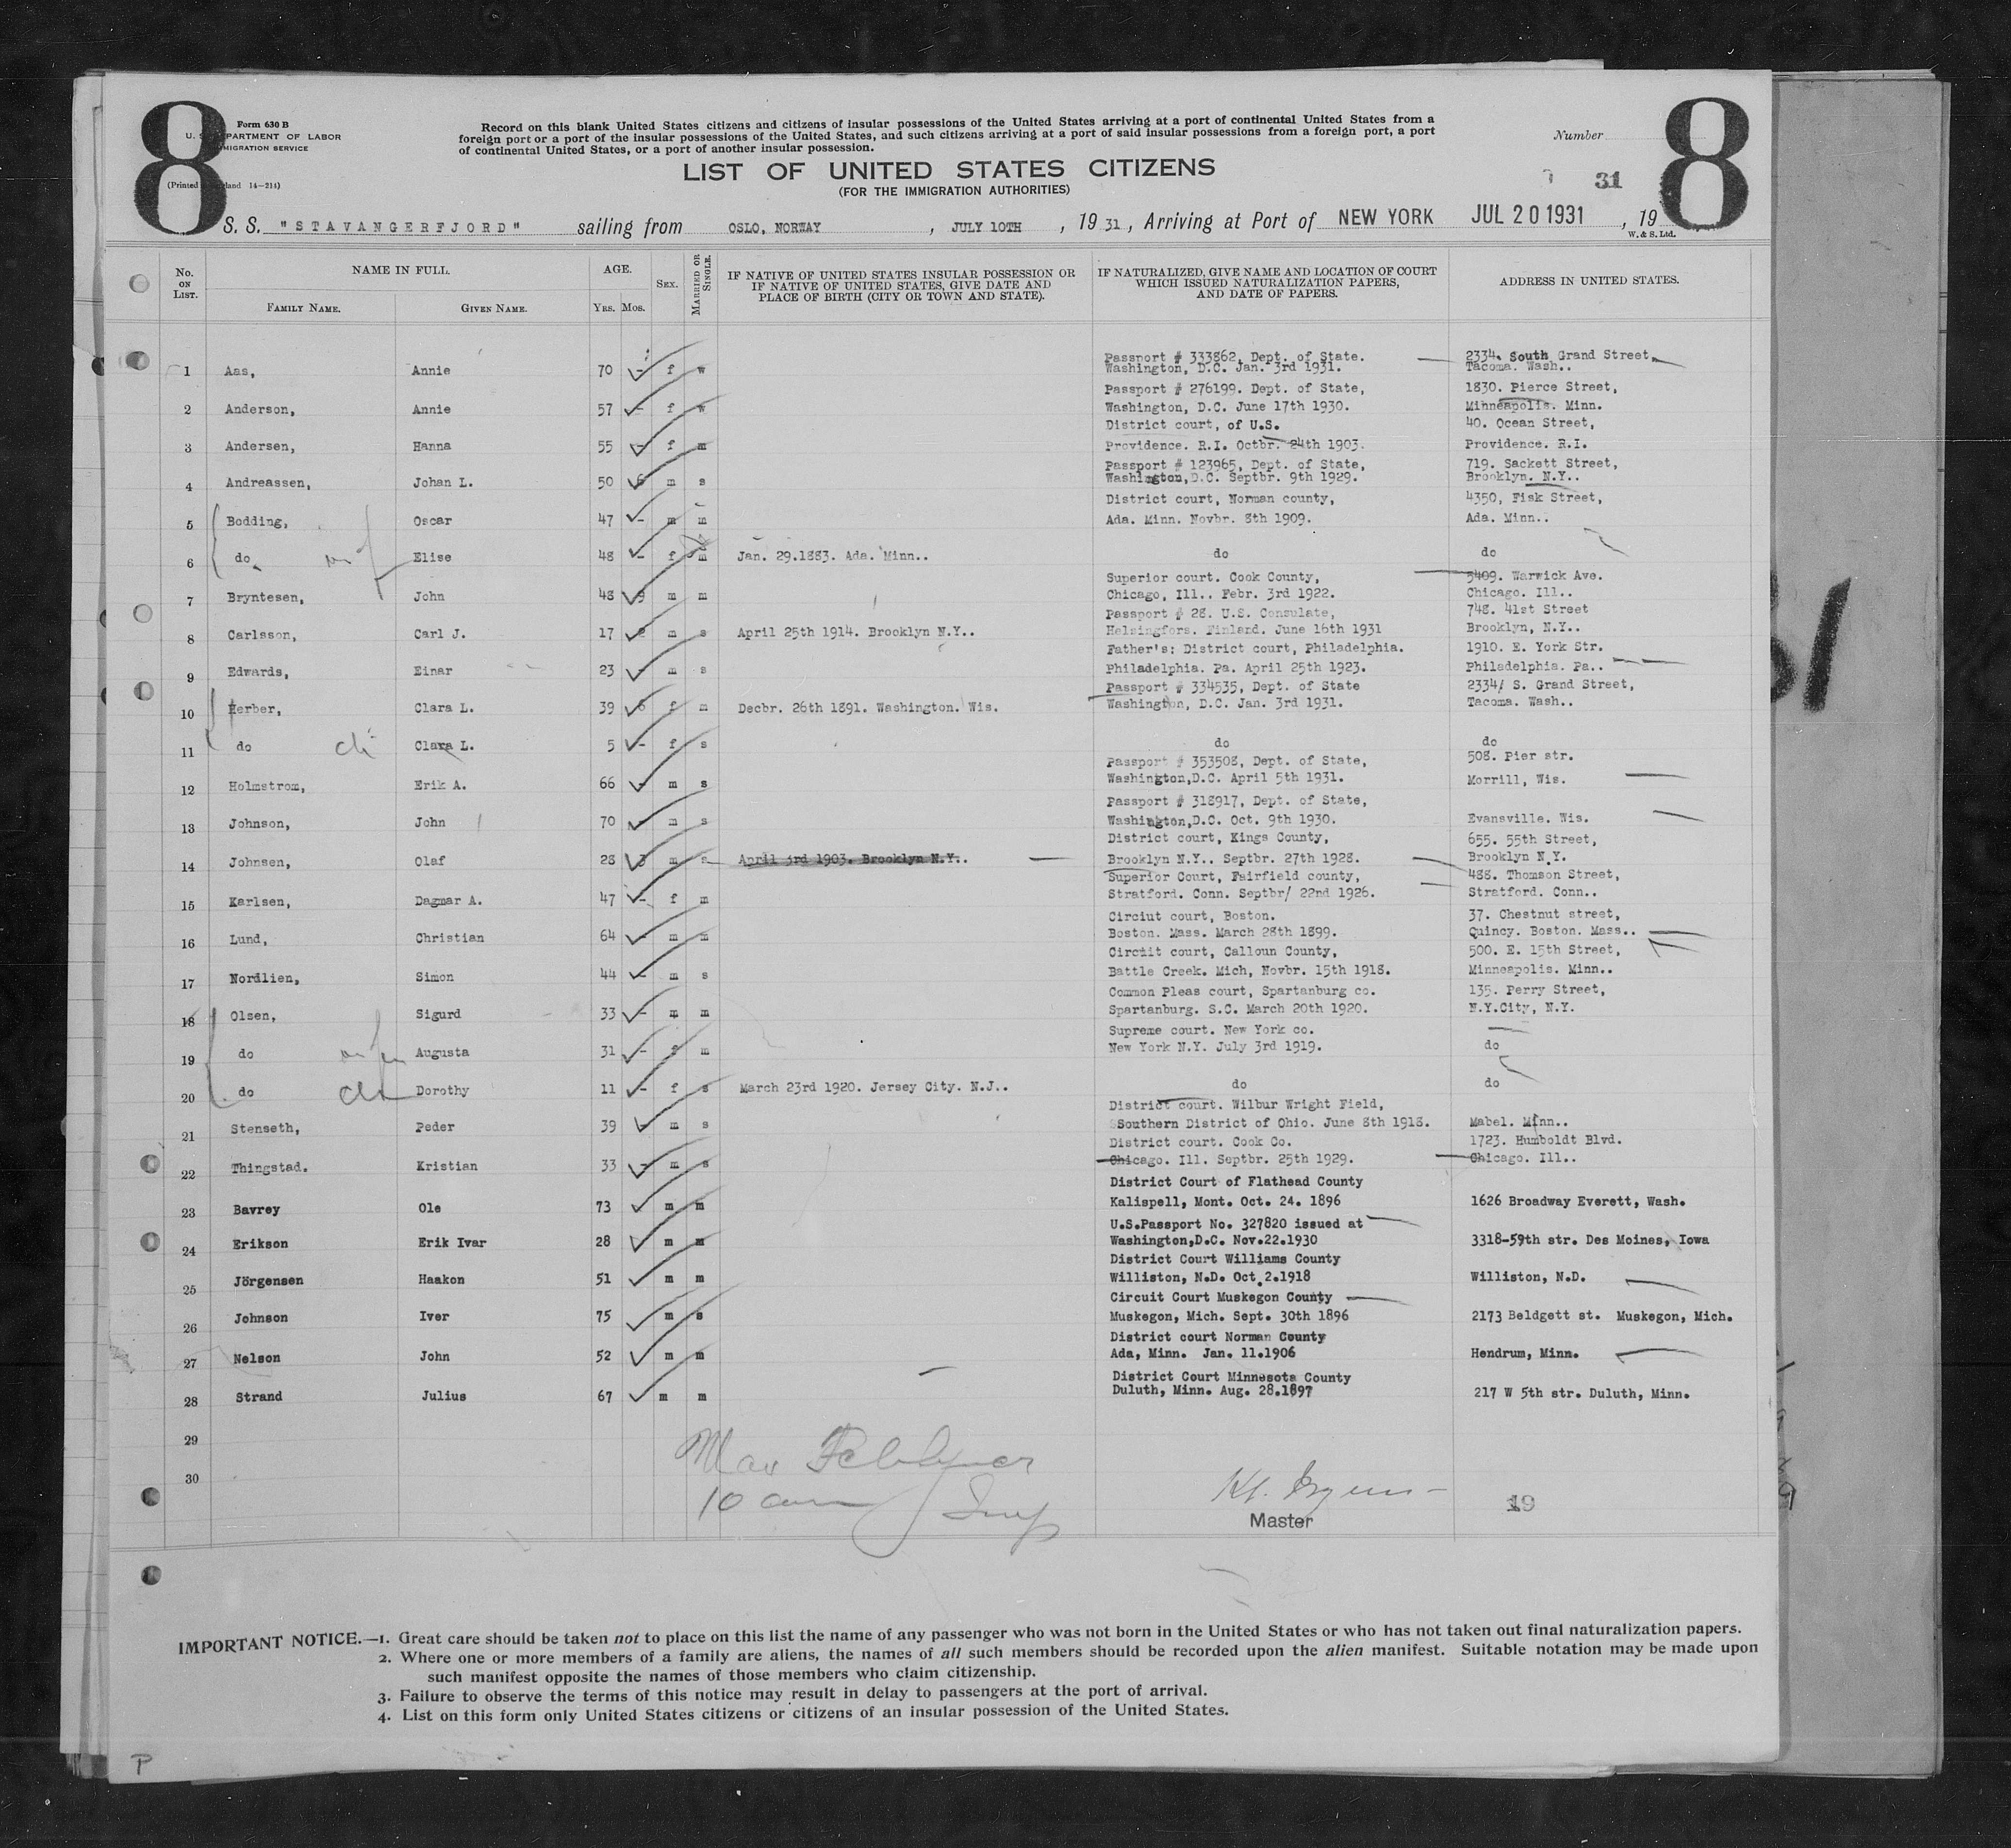 8
Form 630 B
U. S. DEPARTMENT OF LABOR
IMMIGRATION SERVICE
(Printed land 14—214)
Record on this blank United States citizens and citizens of insular possessions of the United States arriving at a port of continental United States from a
foreign port or a port of the insular possessions of the United States, and such citizens arriving at a port of said insular possessions from a foreign port, a port
of continental United States, or a port of another insular possession.
LIST OF UNITED STATES CITIZENS
(FOR THE IMMIGRATION AUTHORITIES)
Number
31
8
S. S. "STAVANGERFJORD" sailing from OSLO, NORWAY , JULY 10TH , 19 31, Arriving at Port of NEW YORK JUL 20 1931 , 19
W. & S. Ltd.
No. ON LIST. NAME IN FULL. AGE. SEX. MARRIED OR SINGLE. IF NATIVE OF UNITED STATES INSULAR POSSESSION OR IF NATIVE OF UNITED STATES, GIVE DATE AND PLACE OF BIRTH (CITY OR TOWN AND STATE). IF NATURALIZED, GIVE NAME AND LOCATION OF COURT WHICH ISSUED NATURALIZATION PAPERS, AND DATE OF PAPERS. ADDRESS IN UNITED STATES.
FAMILY NAME. GIVEN NAME. YRS. MOS.
Passport # 333862, Dept. of State. 2334. South Grand Street,
1 Aas, Annie 70 - f w Washington, D.C. Jan. 3rd 1931. Tacoma. Wash..
Passport # 276199. Dept. of State, 1830. Pierce Street,
2 Anderson, Annie 57 - f w Washington, D.C. June 17th 1930. Minneapolis. Minn.
District court, of U.S. 40. Ocean Street,
3 Andersen, Hanna 55 - f m Providence. R.I. Octbr. 24th 1903. Providence. R.I.
Passport # 123965, Dept. of State, 719. Sackett Street,
4 Andreassen, Johan L. 50 6 m s Washington,D.C. Septbr. 9th 1929. Brooklyn. N.Y..
District court, Norman county, 4350, Fisk Street,
5 Bodding, Oscar 47 - m m Ada. Minn. Novbr. 8th 1909. Ada. Minn..
6 do wif Elise 48 - f m Jan. 29.1883. Ada. Minn.. do do
Superior court. Cook County, 5409. Warwick Ave.
7 Bryntesen, John 48 9 m m Chicago, Ill.. Febr. 3rd 1922. Chicago. Ill..
Passport # 28. U.S. Consulate, 748. 41st Street
8 Carlsson, Carl J. 17 2 m s April 25th 1914. Brooklyn N.Y.. Helsingfors. Finland. June 16th 1931 Brooklyn, N.Y..
Father's: District court, Philadelphia. 1910. E. York Str.
9 Edwards, Einar 23 - m s Philadelphia. Pa. April 25th 1923. Philadelphia. Pa..
Passport # 334535, Dept. of State 2334/ S. Grand Street,
10 Herber, Clara L. 39 6 f m Decbr. 26th 1891. Washington. Wis. Washington, D.C. Jan. 3rd 1931. Tacoma. Wash..
11 do ch Clara L. 5 - f s do do
Passport # 353508, Dept. of State, 508. Pier str.
12 Holmstrom, Erik A. 66 - m s Washington,D.C. April 5th 1931. Morrill, Wis.
Passport # 318917, Dept. of State,
13 Johnson, John 70 - m s Washington,D.C. Oct. 9th 1930. Evansville. Wis.
District court, Kings County, 655. 55th Street,
14 Johnsen, Olaf 28 3 m s April 3rd 1903. Brooklyn N.Y.. Brooklyn N.Y.. Septbr. 27th 1928. Brooklyn N.Y.
Superior Court, Fairfield county, 488. Thomson Street,
15 Karlsen, Dagmar A. 47 - f m Stratford. Conn. Septbr/ 22nd 1926. Stratford. Conn..
Circiut court, Boston. 37. Chestnut street,
16 Lund, Christian 64 - m m Boston. Mass. March 28th 1899. Quincy. Boston. Mass..
Circuit court, Calloun County, 500. E. 15th Street,
17 Nordlien, Simon 44 - m s Battle Creek. Mich, Novbr. 15th 1918. Minneapolis. Minn..
Common Pleas court, Spartanburg co. 135. Perry Street,
18 Olsen, Sigurd 33 - m m Spartanburg. S.C. March 20th 1920. N.Y.City, N.Y.
Supreme court. New York co.
19 do wife Augusta 31 - f m New York N.Y. July 3rd 1919. do
20 do ch Dorothy 11 - f s March 23rd 1920. Jersey City. N.J.. do do
District court. Wilbur Wright Field,
21 Stenseth, Peder 39 - m s Southern District of Ohio. June 8th 1918. Mabel. Minn..
District court. Cook Co. 1723. Humboldt Blvd.
22 Thingstad. Kristian 33 - m s Chicago. Ill. Septbr. 25th 1929. Chicago. Ill..
District Court of Flathead County
23 Bavrey Ole 73 m m Kalispell, Mont. Oct. 24. 1896 1626 Broadway Everett, Wash.
U.S.Passport No. 327820 issued at
24 Erikson Erik Ivar 28 m m Washington,D.C. Nov.22.1930 3318-59th str. Des Moines, Iowa
District Court Williams County
25 Jörgensen Haakon 51 m m Williston, N.D. Oct.2.1918 Williston, N.D.
Circuit Court Muskegon County
26 Johnson Iver 75 m s Muskegon, Mich. Sept. 30th 1896 2173 Beldgett st. Muskegon, Mich.
District court Norman County
27 Nelson John 52 m m Ada, Minn. Jan. 11.1906 Hendrum, Minn.
District Court Minnesota County
28 Strand Julius 67 m m Duluth, Minn. Aug. 28.1897 217 W 5th str. Duluth, Minn.
29
30
Max
10 am Insp
Master
19
IMPORTANT NOTICE.—1. Great care should be taken not to place on this list the name of any passenger who was not born in the United States or who has not taken out final naturalization papers.
2. Where one or more members of a family are aliens, the names of all such members should be recorded upon the alien manifest. Suitable notation may be made upon
such manifest opposite the names of those members who claim citizenship.
3. Failure to observe the terms of this notice may result in delay to passengers at the port of arrival.
4. List on this form only United States citizens or citizens of an insular possession of the United States.
P